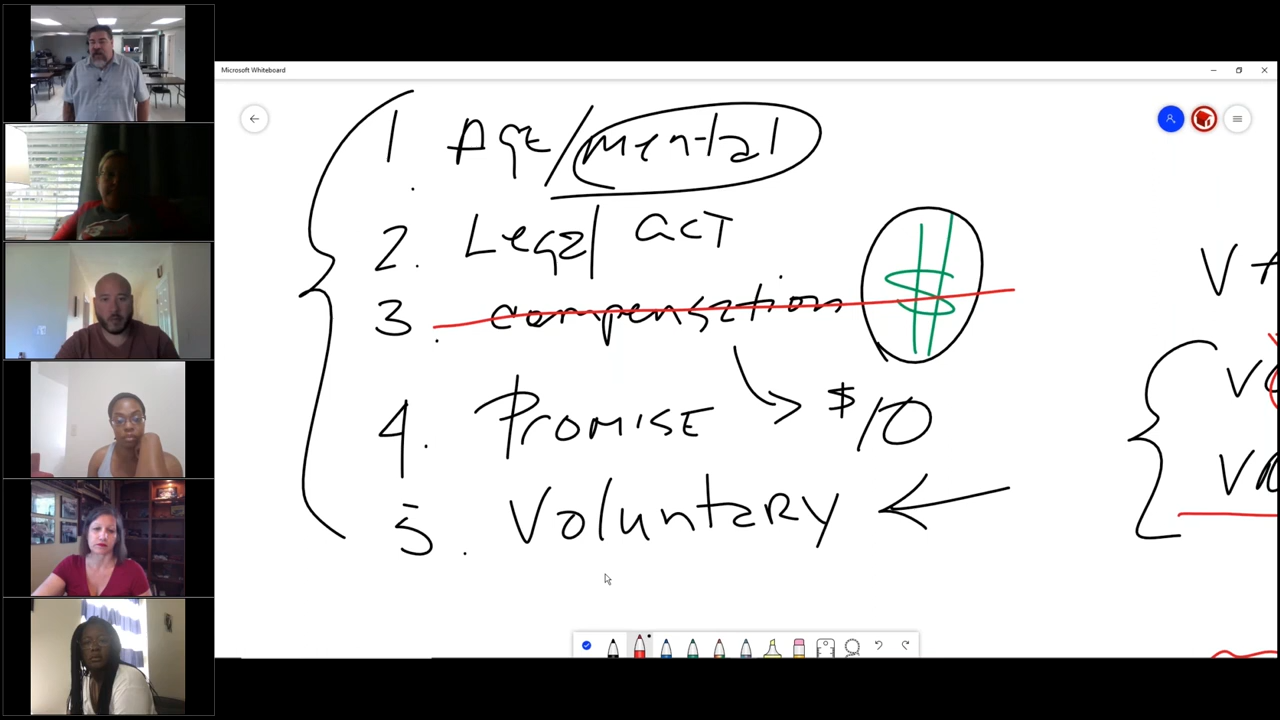 Microsoft Whiteboard
1. Age/mental
2. Legal act
3. compensation $
4. Promise $10
5. Voluntary